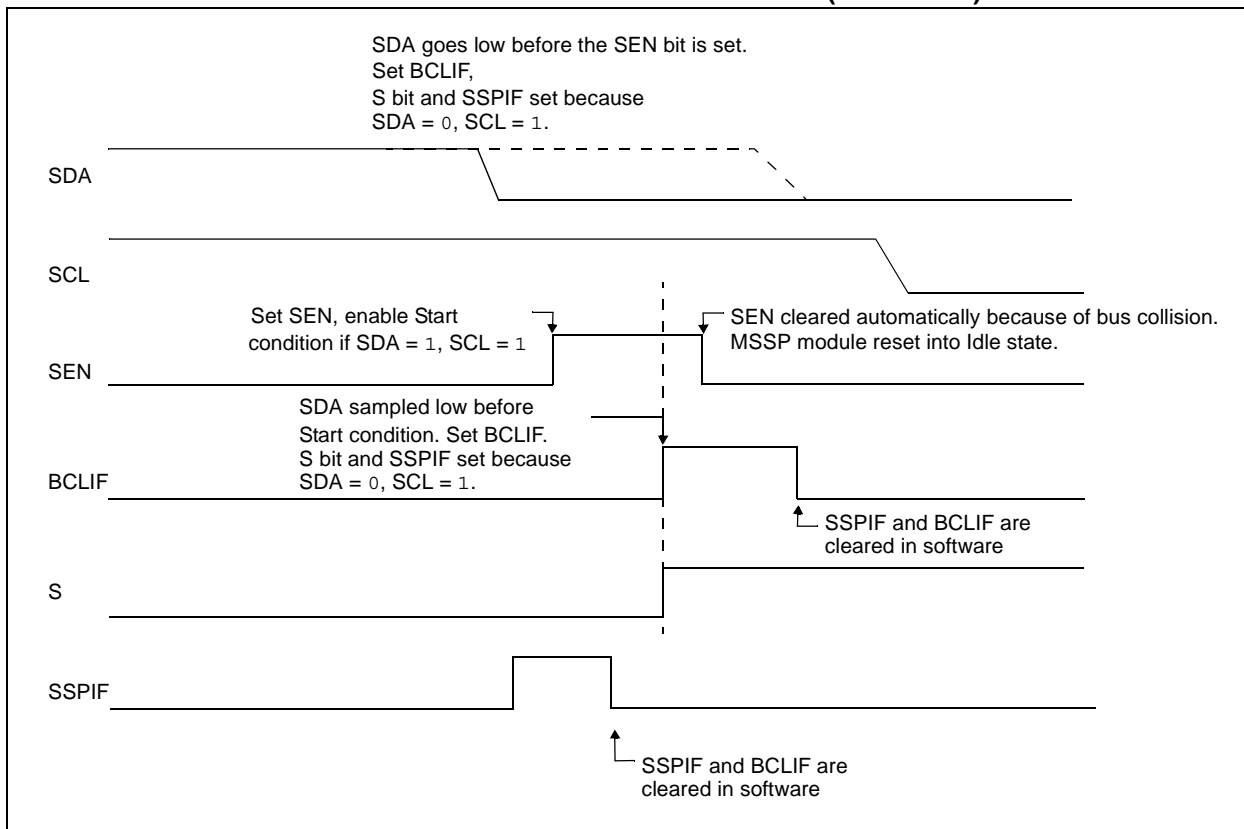 SDA goes low before the SEN bit is set.
Set BCLIF,
S bit and SSPIF set because
SDA = 0, SCL = 1.
SDA
SCL
Set SEN, enable Start
condition if SDA = 1, SCL = 1
SEN cleared automatically because of bus collision.
MSSP module reset into Idle state.
SEN
SDA sampled low before
Start condition. Set BCLIF.
S bit and SSPIF set because
SDA = 0, SCL = 1.
BCLIF
SSPIF and BCLIF are
cleared in software
S
SSPIF
SSPIF and BCLIF are
cleared in software